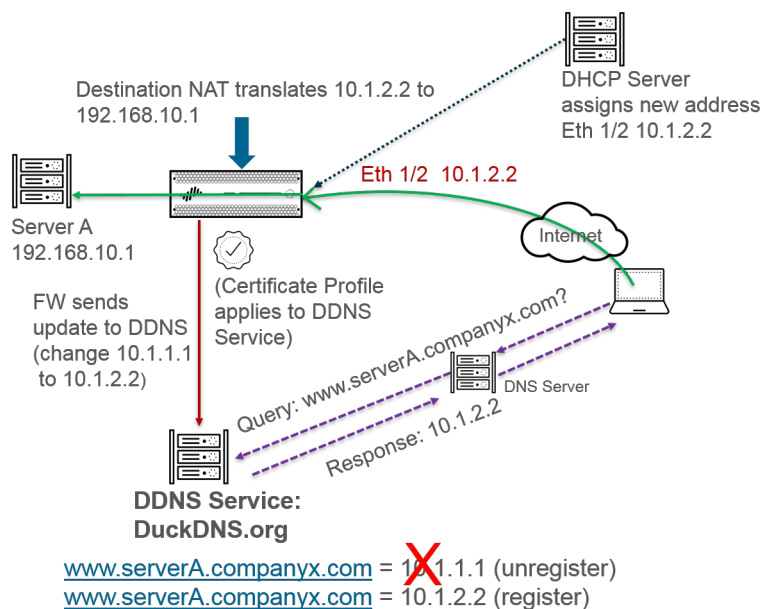 DHCP Server
assigns new address
Eth 1/2 10.1.2.2
Destination NAT translates 10.1.2.2 to
192.168.10.1
Eth 1/2 10.1.2.2
Internet
Server A
192.168.10.1
(Certificate Profile
applies to DDNS
Service)
FW sends
update to DDNS
(change 10.1.1.1
to 10.1.2.2)
Query: www.serverA.companyx.com?
DNS Server
Response: 10.1.2.2
DDNS Service:
DuckDNS.org
www.serverA.companyx.com = 10.1.1.1 (unregister)
www.serverA.companyx.com = 10.1.2.2 (register)